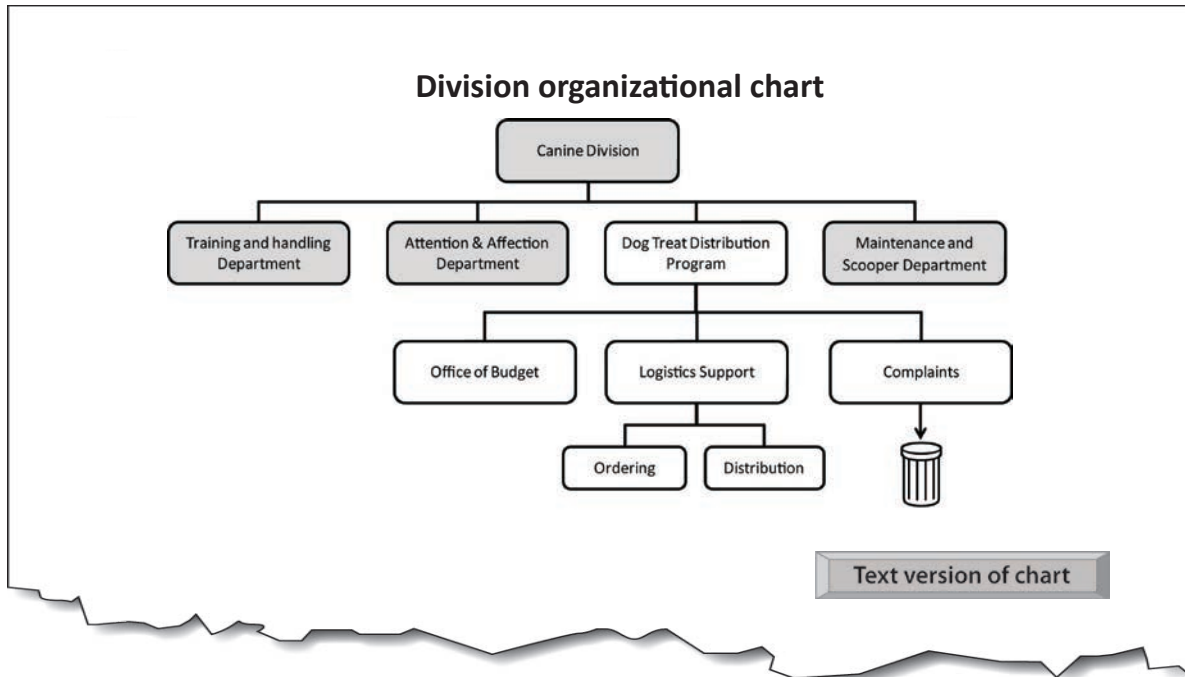 Division organizational chart
Canine Division
Training and handling
Department
Attention & Affection
Department
Dog Treat Distribution
Program
Maintenance and
Scooper Department
Office of Budget
Logistics Support
Complaints
Ordering
Distribution
Text version of chart